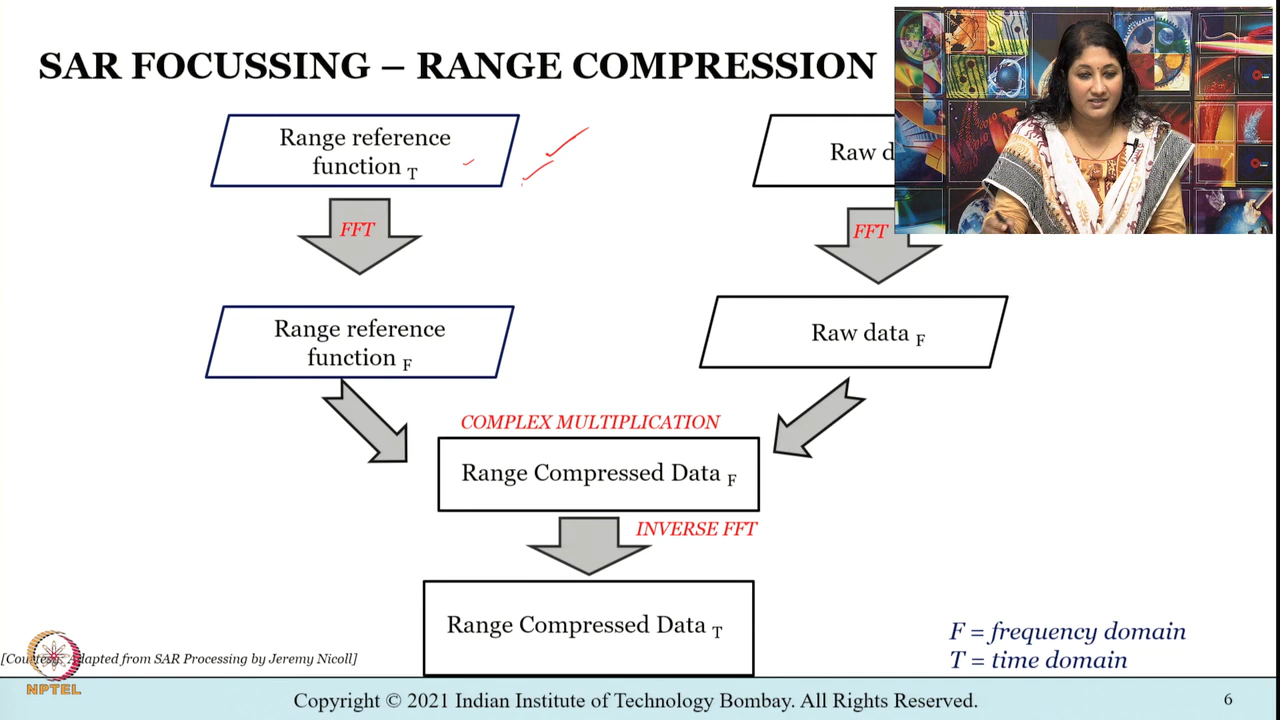 SAR FOCUSSING – RANGE COMPRESSION
Range reference
function T
Raw d
FFT
FFT
Range reference
function F
Raw data F
COMPLEX MULTIPLICATION
Range Compressed Data F
INVERSE FFT
Range Compressed Data T
F = frequency domain
T = time domain
dapted from SAR Processing by Jeremy Nicoll]
NPTEL
Copyright © 2021 Indian Institute of Technology Bombay. All Rights Reserved.
6